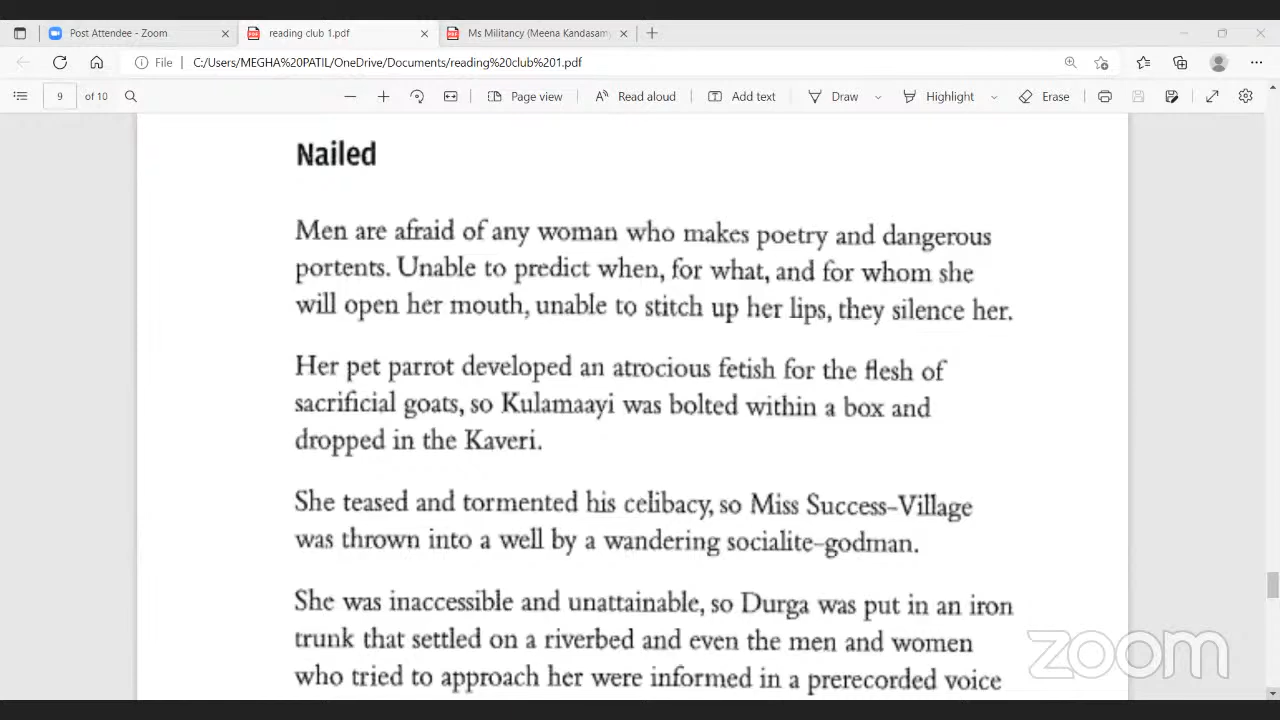 Post Attendee - Zoom
reading club 1.pdf
Ms Militancy (Meena Kandasam
File
C:/Users/MEGHA%20PATIL/OneDrive/Documents/reading%20club%201.pdf
9 of 10
Page view
Read aloud
Add text
Draw
Highlight
Erase
Nailed
Men are afraid of any woman who makes poetry and dangerous
portents. Unable to predict when, for what, and for whom she
will open her mouth, unable to stitch up her lips, they silence her.
Her pet parrot developed an atrocious fetish for the flesh of
sacrificial goats, so Kulamaayi was bolted within a box and
dropped in the Kaveri.
She teased and tormented his celibacy, so Miss Success-Village
was thrown into a well by a wandering socialite-godman.
She was inaccessible and unattainable, so Durga was put in an iron
trunk that settled on a riverbed and even the men and women
who tried to approach her were informed in a prerecorded voice
zoom